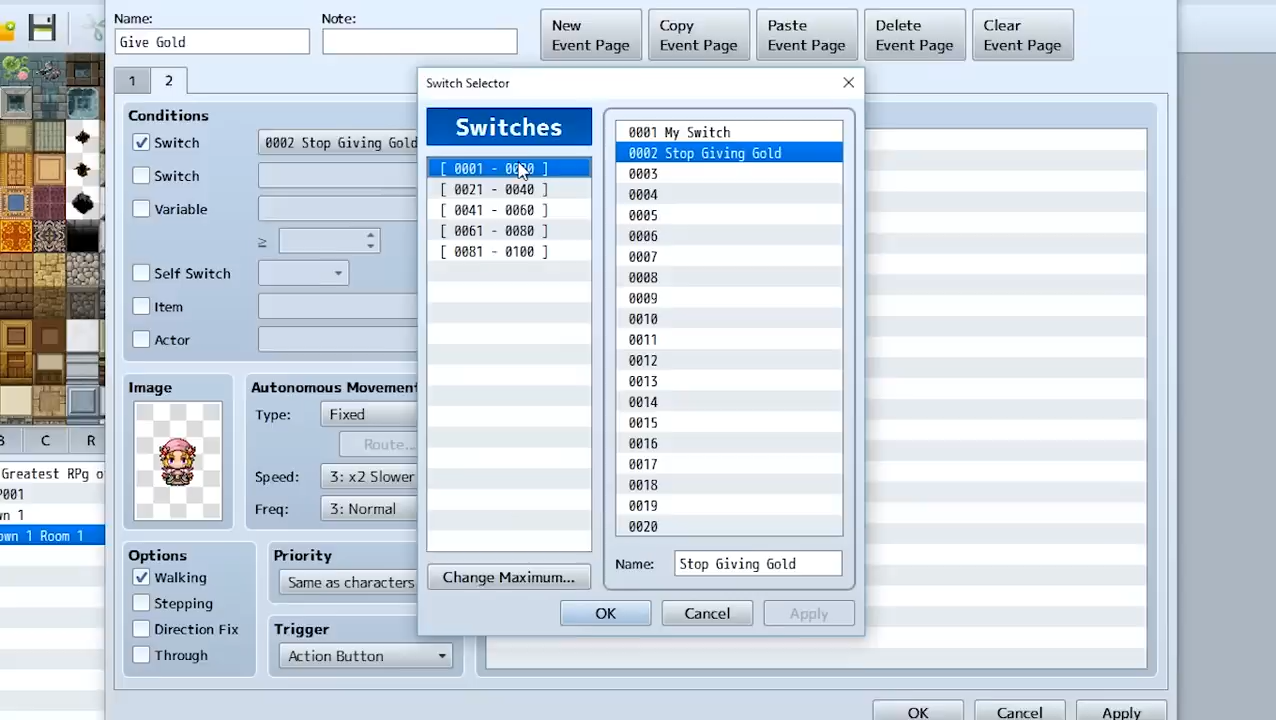 Name:
Note:
Give Gold
New
Event Page
Copy
Event Page
Paste
Event Page
Delete
Event Page
Clear
Event Page
1
2
Conditions
Switch
0002 Stop Giving Gold
Switch
Variable
≥
Self Switch
Item
Actor
Image
Autonomous Movement
Type:
Fixed
Route...
Speed:
3: x2 Slower
Freq:
3: Normal
Options
Walking
Stepping
Direction Fix
Through
Priority
Same as characters
Trigger
Action Button
Switch Selector
Switches
[ 0001 - 0020 ]
[ 0021 - 0040 ]
[ 0041 - 0060 ]
[ 0061 - 0080 ]
[ 0081 - 0100 ]
Change Maximum...
0001 My Switch
0002 Stop Giving Gold
0003
0004
0005
0006
0007
0008
0009
0010
0011
0012
0013
0014
0015
0016
0017
0018
0019
0020
Name:
Stop Giving Gold
OK
Cancel
Apply
B
C
R
Greatest RPg o
P001
wn 1
own 1 Room 1
OK
Cancel
Apply